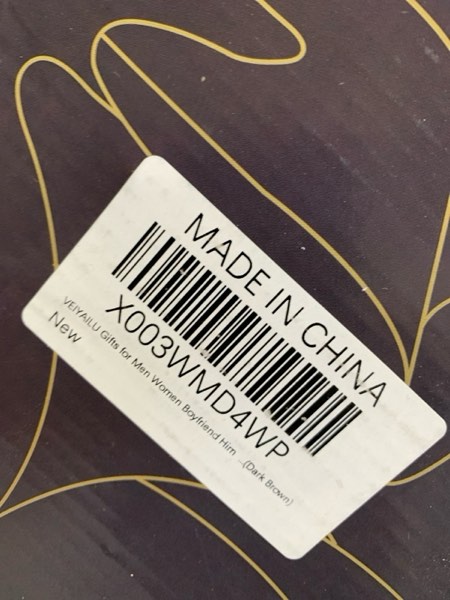 MADE IN CHINA
X003WMD4WP
VEIYAILU Gifts for Men Women Boyfriend Him ...(Dark Brown)
New